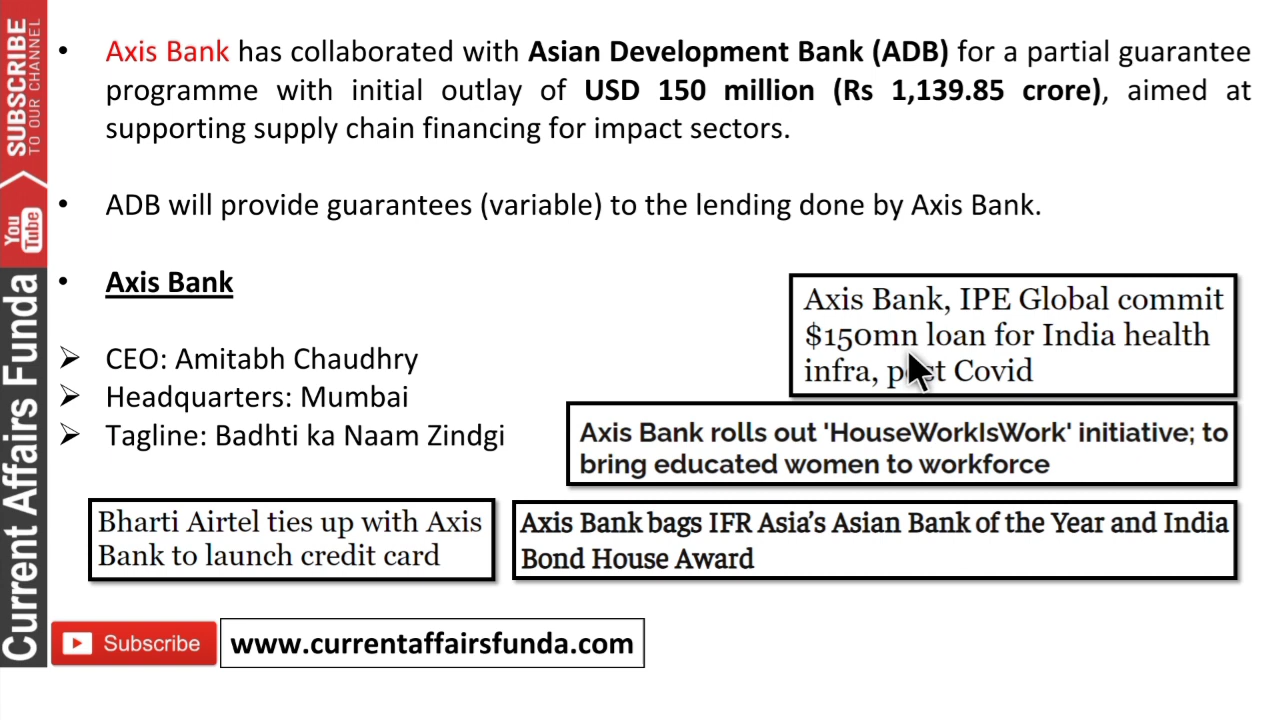 SUBSCRIBE
TO OUR CHANNEL
You
Tube
Current Affairs Funda
• Axis Bank has collaborated with Asian Development Bank (ADB) for a partial guarantee
programme with initial outlay of USD 150 million (Rs 1,139.85 crore), aimed at
supporting supply chain financing for impact sectors.
• ADB will provide guarantees (variable) to the lending done by Axis Bank.
• Axis Bank
➢ CEO: Amitabh Chaudhry
➢ Headquarters: Mumbai
➢ Tagline: Badhti ka Naam Zindgi
Axis Bank, IPE Global commit
$150mn loan for India health
infra, post Covid
Axis Bank rolls out 'HouseWorkIsWork' initiative; to
bring educated women to workforce
Bharti Airtel ties up with Axis
Bank to launch credit card
Axis Bank bags IFR Asia’s Asian Bank of the Year and India
Bond House Award
Subscribe
www.currentaffairsfunda.com